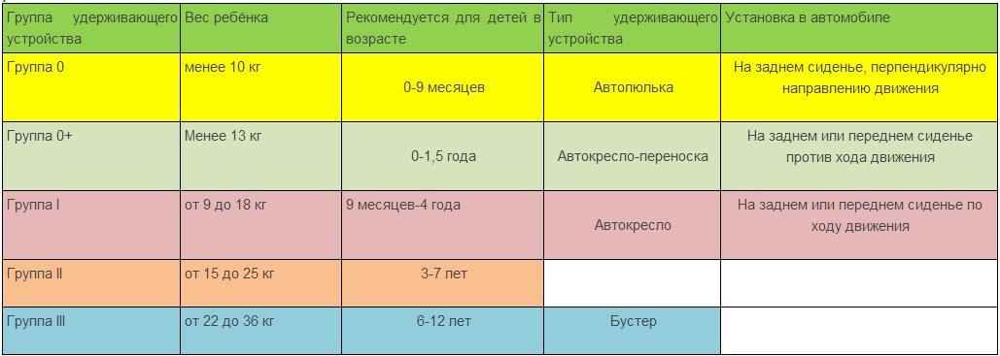 Группа удерживающего устройства
Вес ребёнка
Рекомендуется для детей в возрасте
Тип удерживающего устройства
Установка в автомобиле
Группа 0
менее 10 кг
0-9 месяцев
Автолюлька
На заднем сиденье, перпендикулярно
направлению движения
Группа 0+
Менее 13 кг
0-1,5 года
Автокресло-переноска
На заднем или переднем сиденье
против хода движения
Группа I
от 9 до 18 кг
9 месяцев-4 года
Автокресло
На заднем или переднем сиденье по
ходу движения
Группа II
от 15 до 25 кг
3-7 лет
Группа III
от 22 до 36 кг
6-12 лет
Бустер